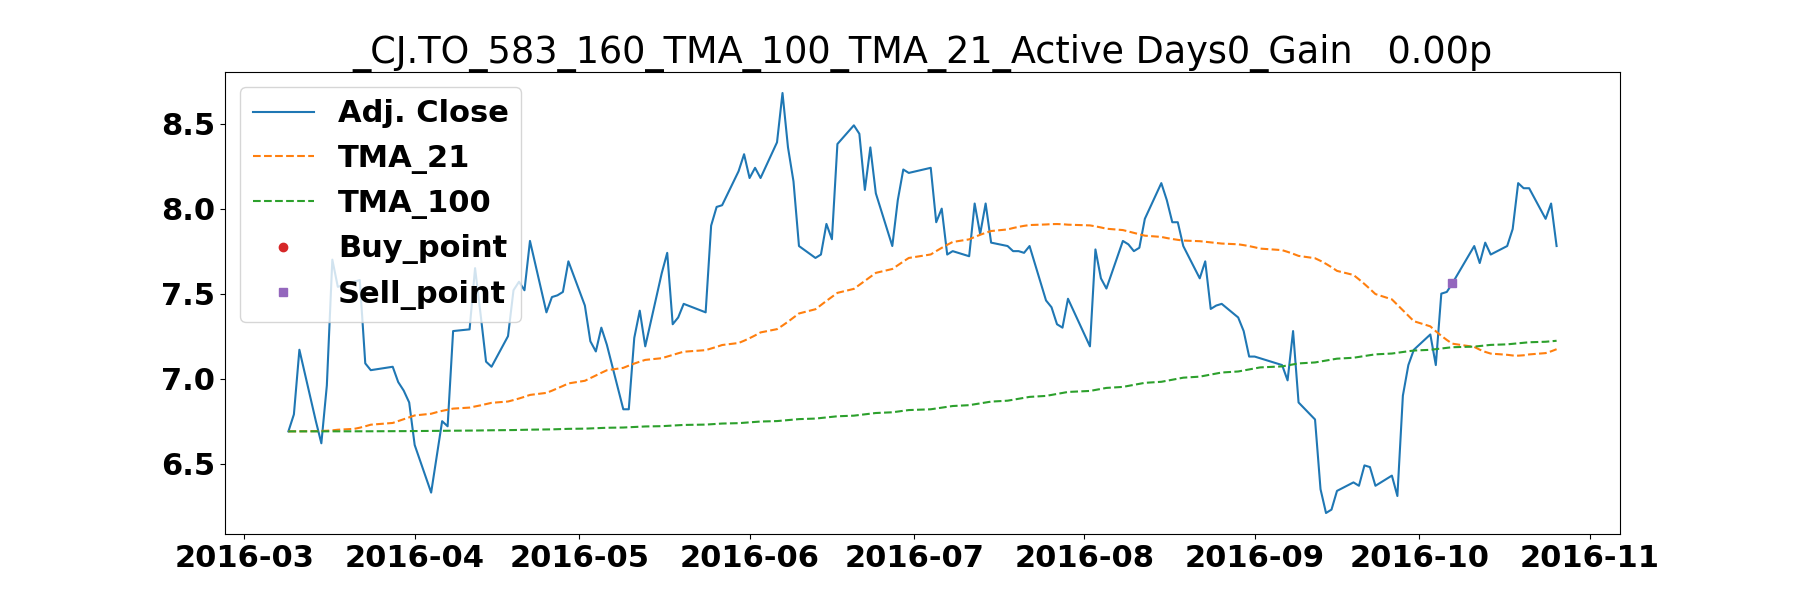 _CJ.TO_583_160_TMA_100_TMA_21_Active Days0_Gain   0.00p
Adj. Close
TMA_21
TMA_100
Buy_point
Sell_point
8.5
8.0
7.5
7.0
6.5
2016-03 2016-04 2016-05 2016-06 2016-07 2016-08 2016-09 2016-10 2016-11